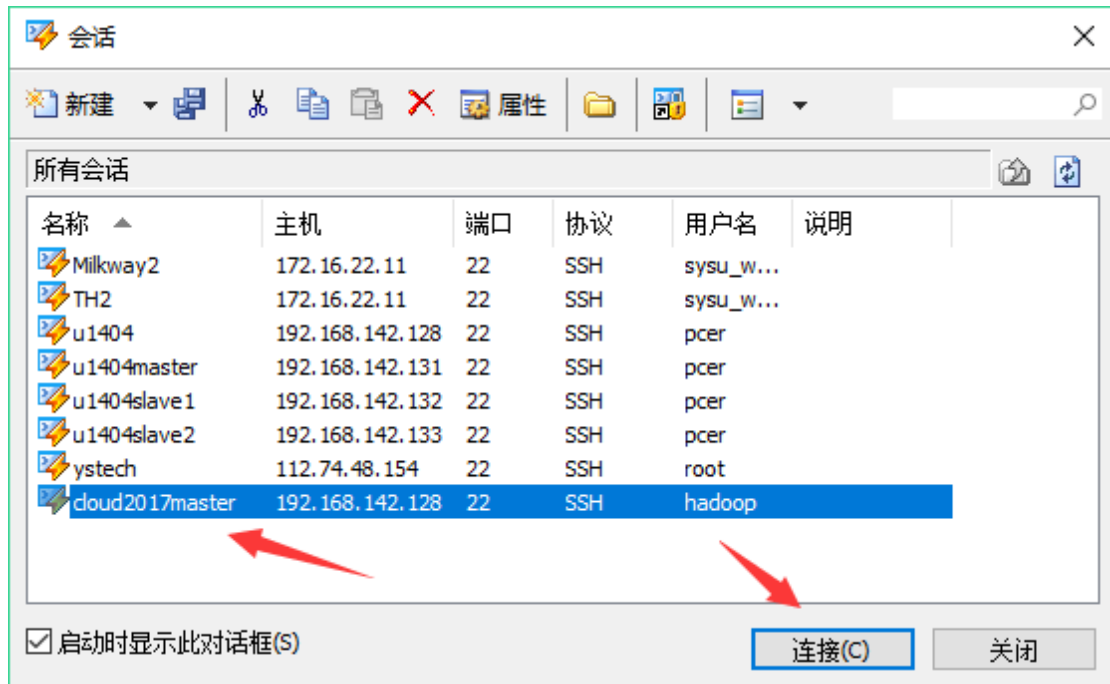 会话
新建 属性
所有会话
名称 主机 端口 协议 用户名 说明
Milkway2 172.16.22.11 22 SSH sysu_w...
TH2 172.16.22.11 22 SSH sysu_w...
u1404 192.168.142.128 22 SSH pcer
u1404master 192.168.142.131 22 SSH pcer
u1404slave1 192.168.142.132 22 SSH pcer
u1404slave2 192.168.142.133 22 SSH pcer
ystech 112.74.48.154 22 SSH root
cloud2017master 192.168.142.128 22 SSH hadoop
启动时显示此对话框(S) 连接(C) 关闭